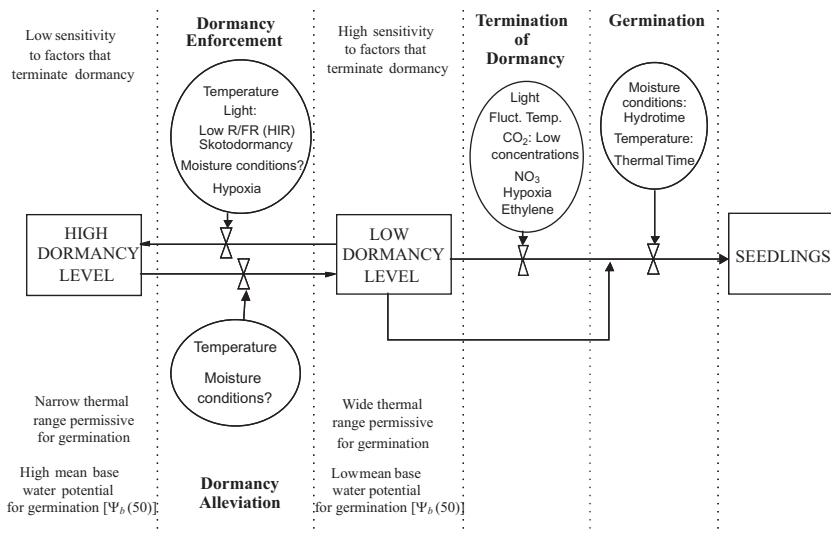 Low sensitivity
to factors that
terminate dormancy
Dormancy
Enforcement
Temperature
Light:
Low R/FR (HIR)
Skotodormancy
Moisture conditions?
Hypoxia
High sensitivity
to factors that
terminate dormancy
Termination
of
Dormancy
Light
Fluct. Temp.
CO₂: Low
concentrations
NO₃
Hypoxia
Ethylene
Germination
Moisture
conditions:
Hydrotime
Temperature:
Thermal Time
HIGH
DORMANCY
LEVEL
LOW
DORMANCY
LEVEL
SEEDLINGS
Temperature
Moisture
conditions?
Narrow thermal
range permissive
for germination
High mean base
water potential
for germination [Ψb (50)]
Dormancy
Alleviation
Wide thermal
range permissive
for germination
Low mean base
water potential
for germination [Ψb (50)]